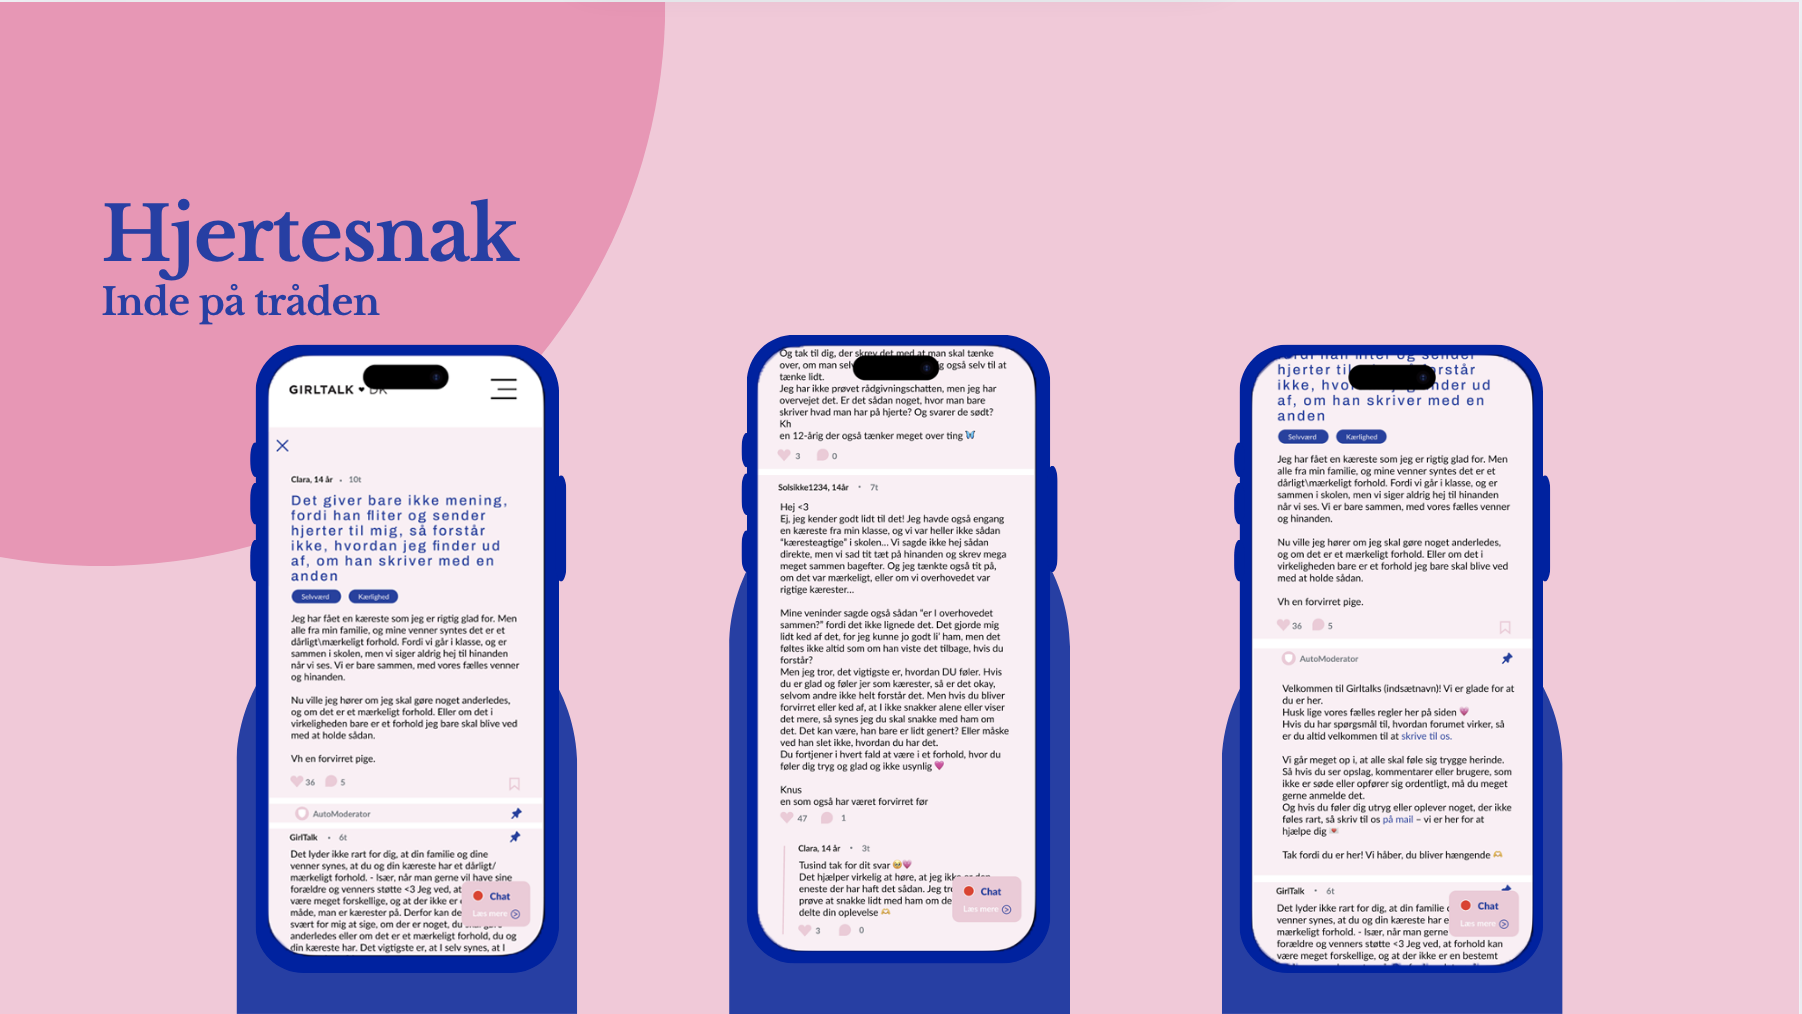 Hjertesnak
Inde på tråden
GIRLTALK DK
Clara, 14 år • 10t
Det giver bare ikke mening,
fordi han fliter og sender
hjerter til mig, så forstår
ikke, hvordan jeg finder ud
af, om han skriver med en
anden
Selvværd Kærlighed
Jeg har fået en kæreste som jeg er rigtig glad for. Men
alle fra min familie, og mine venner syntes det er et
dårligt\mærkeligt forhold. Fordi vi går i klasse, og er
sammen i skolen, men vi siger aldrig hej til hinanden
når vi ses. Vi er bare sammen, med vores fælles venner
og hinanden.
Nu ville jeg hører om jeg skal gøre noget anderledes,
og om det er et mærkeligt forhold. Eller om det i
virkeligheden bare er et forhold jeg bare skal blive ved
med at holde sådan.
Vh en forvirret pige.
36 5
AutoModerator
GirlTalk • 6t
Det lyder ikke rart for dig, at din familie og dine
venner synes, at du og din kæreste har et dårligt/
mærkeligt forhold. - Især, når man gerne vil have sine
forældre og venners støtte <3 Jeg ved, at
være meget forskellige, og at der ikke er
måde, man er kærester på. Derfor kan de
svært for mig at sige, om der er noget, du
anderledes eller om det er et mærkeligt forhold, du og
din kæreste har. Det vigtigste er, at I selv synes, at I
Chat
Læs mere
Og tak til dig, der skrev det med at man skal tænke
over, om man selv og også selv til at
tænke lidt.
Jeg har ikke prøvet rådgivningschatten, men jeg har
overvejet det. Er det sådan noget, hvor man bare
skriver hvad man har på hjerte? Og svarer de sødt?
Kh
en 12-årig der også tænker meget over ting 🦋
3 0
Solsikke1234, 14år • 7t
Hej <3
Ej, jeg kender godt lidt til det! Jeg havde også engang
en kæreste fra min klasse, og vi var heller ikke sådan
"kæresteagtige" i skolen... Vi sagde ikke hej sådan
direkte, men vi sad tit tæt på hinanden og skrev mega
meget sammen bagefter. Og jeg tænkte også tit på,
om det var mærkeligt, eller om vi overhovedet var
rigtige kærester...
Mine veninder sagde også sådan "er I overhovedet
sammen?" fordi det ikke lignede det. Det gjorde mig
lidt ked af det, for jeg kunne jo godt li' ham, men det
føltes ikke altid som om han viste det tilbage, hvis du
forstår?
Men jeg tror, det vigtigste er, hvordan DU føler. Hvis
du er glad og føler jer som kærester, så er det okay,
selvom andre ikke helt forstår det. Men hvis du bliver
forvirret eller ked af, at I ikke snakker alene eller viser
det mere, så synes jeg du skal snakke med ham om
det. Det kan være, han bare er lidt genert? Eller måske
ved han slet ikke, hvordan du har det.
Du fortjener i hvert fald at være i et forhold, hvor du
føler dig tryg og glad og ikke usynlig 💗
Knus
en som også har været forvirret før
47 1
Clara, 14 år • 3t
Tusind tak for dit svar 🥹💗
Det hjælper virkelig at høre, at jeg ikke er den
eneste der har haft det sådan. Jeg
prøve at snakke lidt med ham om de
delte din oplevelse 🫶
3 0
Chat
Læs mere
fordi han fliter og sender
hjerter til forstår
ikke, hvor finder ud
af, om han skriver med en
anden
Selvværd Kærlighed
Jeg har fået en kæreste som jeg er rigtig glad for. Men
alle fra min familie, og mine venner syntes det er et
dårligt\mærkeligt forhold. Fordi vi går i klasse, og er
sammen i skolen, men vi siger aldrig hej til hinanden
når vi ses. Vi er bare sammen, med vores fælles venner
og hinanden.
Nu ville jeg hører om jeg skal gøre noget anderledes,
og om det er et mærkeligt forhold. Eller om det i
virkeligheden bare er et forhold jeg bare skal blive ved
med at holde sådan.
Vh en forvirret pige.
36 5
AutoModerator
Velkommen til Girltalks (indsætnavn)! Vi er glade for at
du er her.
Husk lige vores fælles regler her på siden 💗
Hvis du har spørgsmål til, hvordan forumet virker, så
er du altid velkommen til at skrive til os.
Vi går meget op i, at alle skal føle sig trygge herinde.
Så hvis du ser opslag, kommentarer eller brugere, som
ikke er søde eller opfører sig ordentligt, må du meget
gerne anmelde det.
Og hvis du føler dig utryg eller oplever noget, der ikke
føles rart, så skriv til os på mail – vi er her for at
hjælpe dig 💌
Tak fordi du er her! Vi håber, du bliver hængende 🫶
GirlTalk • 6t
Det lyder ikke rart for dig, at din familie
venner synes, at du og din kæreste har e
mærkeligt forhold. - Især, når man gerne
forældre og venners støtte <3 Jeg ved, at forhold kan
være meget forskellige, og at der ikke er en bestemt
Chat
Læs mere